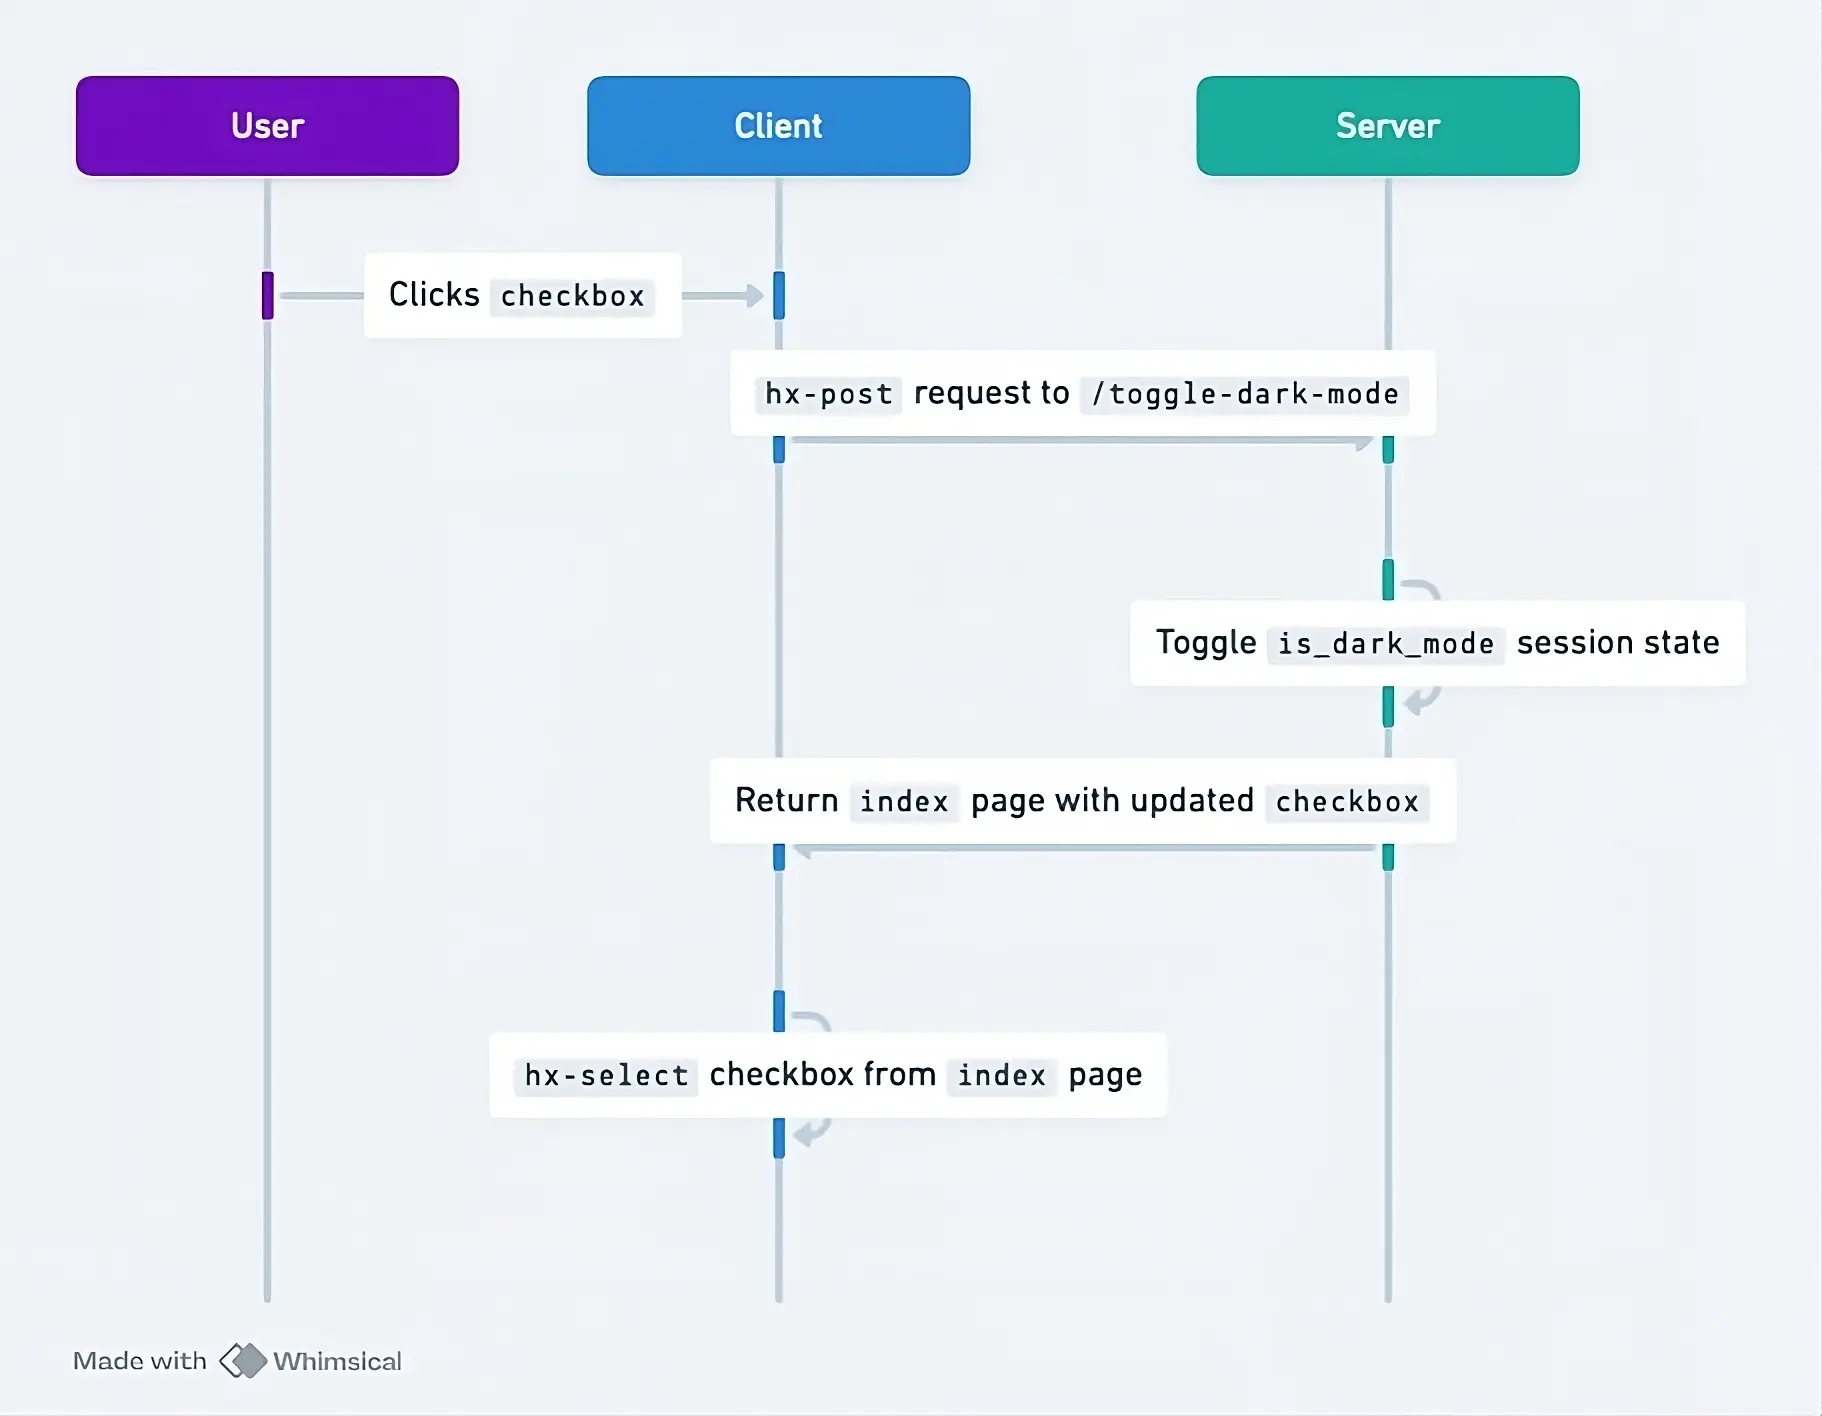 User
Client
Server
Clicks checkbox
hx-post request to /toggle-dark-mode
Toggle is_dark_mode session state
Return index page with updated checkbox
hx-select checkbox from index page
Made with Whimsical